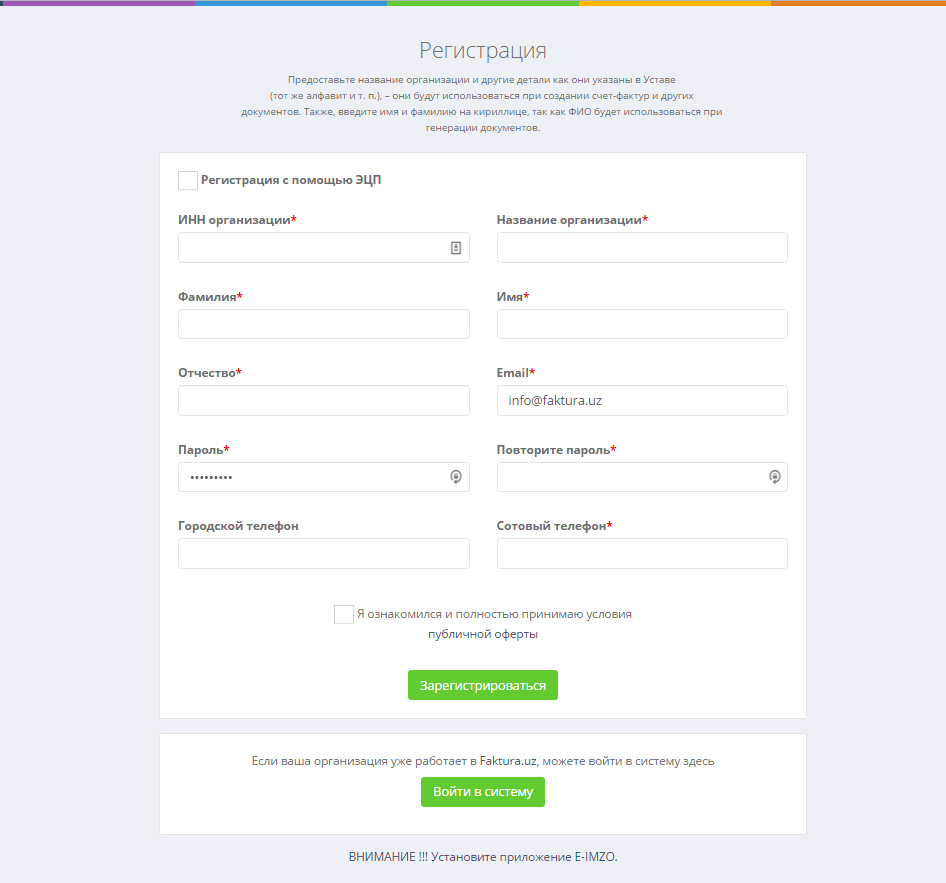 Регистрация
Предоставьте название организации и другие детали как они указаны в Уставе
(тот же алфавит и т. п.), – они будут использоваться при создании счет-фактур и других
документов. Также, введите имя и фамилию на кириллице, так как ФИО будет использоваться при
генерации документов.
Регистрация с помощью ЭЦП
ИНН организации* Название организации*
Фамилия* Имя*
Отчество* Email*
info@faktura.uz
Пароль* Повторите пароль*
•••••••••
Городской телефон Сотовый телефон*
Я ознакомился и полностью принимаю условия
публичной оферты
Зарегистрироваться
Если ваша организация уже работает в Faktura.uz, можете войти в систему здесь
Войти в систему
ВНИМАНИЕ !!! Установите приложение E-IMZO.